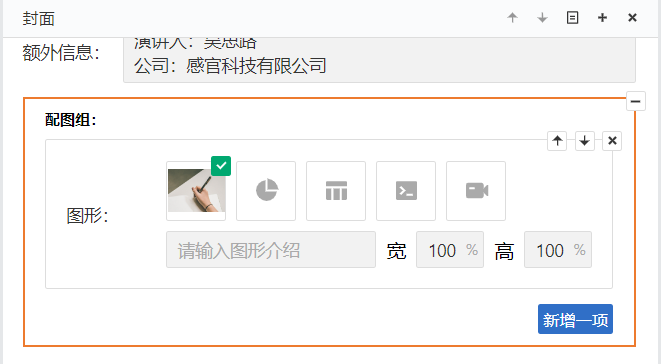 封面
额外信息：
演讲人：吴思路
公司：感官科技有限公司
配图组：
图形：
请输入图形介绍
宽 100 % 高 100 %
新增一项